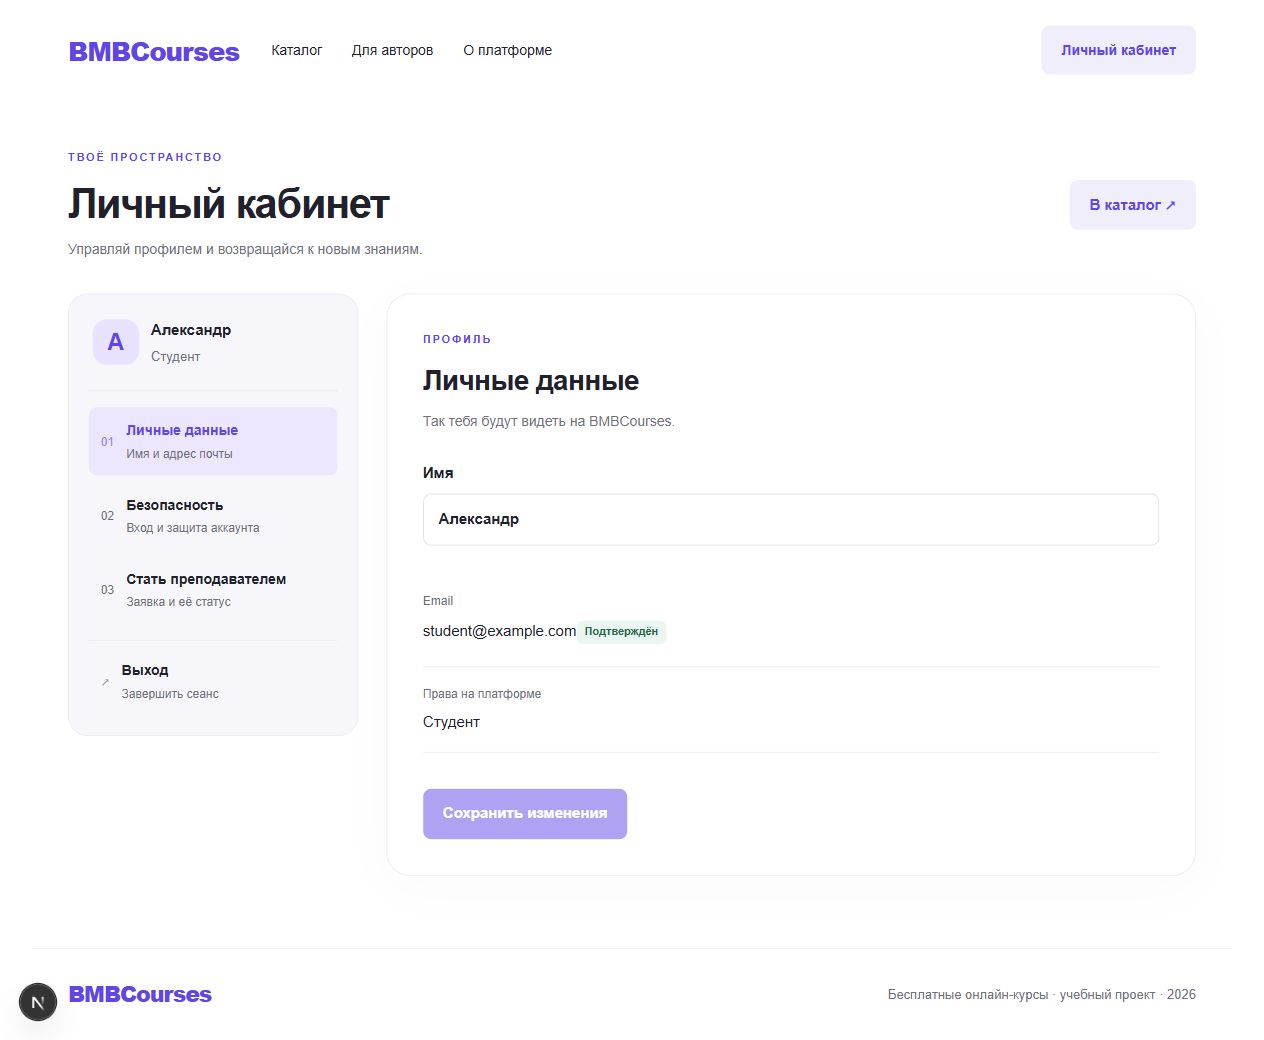 BMBCourses
Каталог
Для авторов
О платформе
Личный кабинет
ТВОЁ ПРОСТРАНСТВО
Личный кабинет
Управляй профилем и возвращайся к новым знаниям.
В каталог ↗
А
Александр
Студент
01
Личные данные
Имя и адрес почты
02
Безопасность
Вход и защита аккаунта
03
Стать преподавателем
Заявка и её статус
↗
Выход
Завершить сеанс
ПРОФИЛЬ
Личные данные
Так тебя будут видеть на BMBCourses.
Имя
Александр
Email
student@example.com Подтверждён
Права на платформе
Студент
Сохранить изменения
N
BMBCourses
Бесплатные онлайн-курсы · учебный проект · 2026